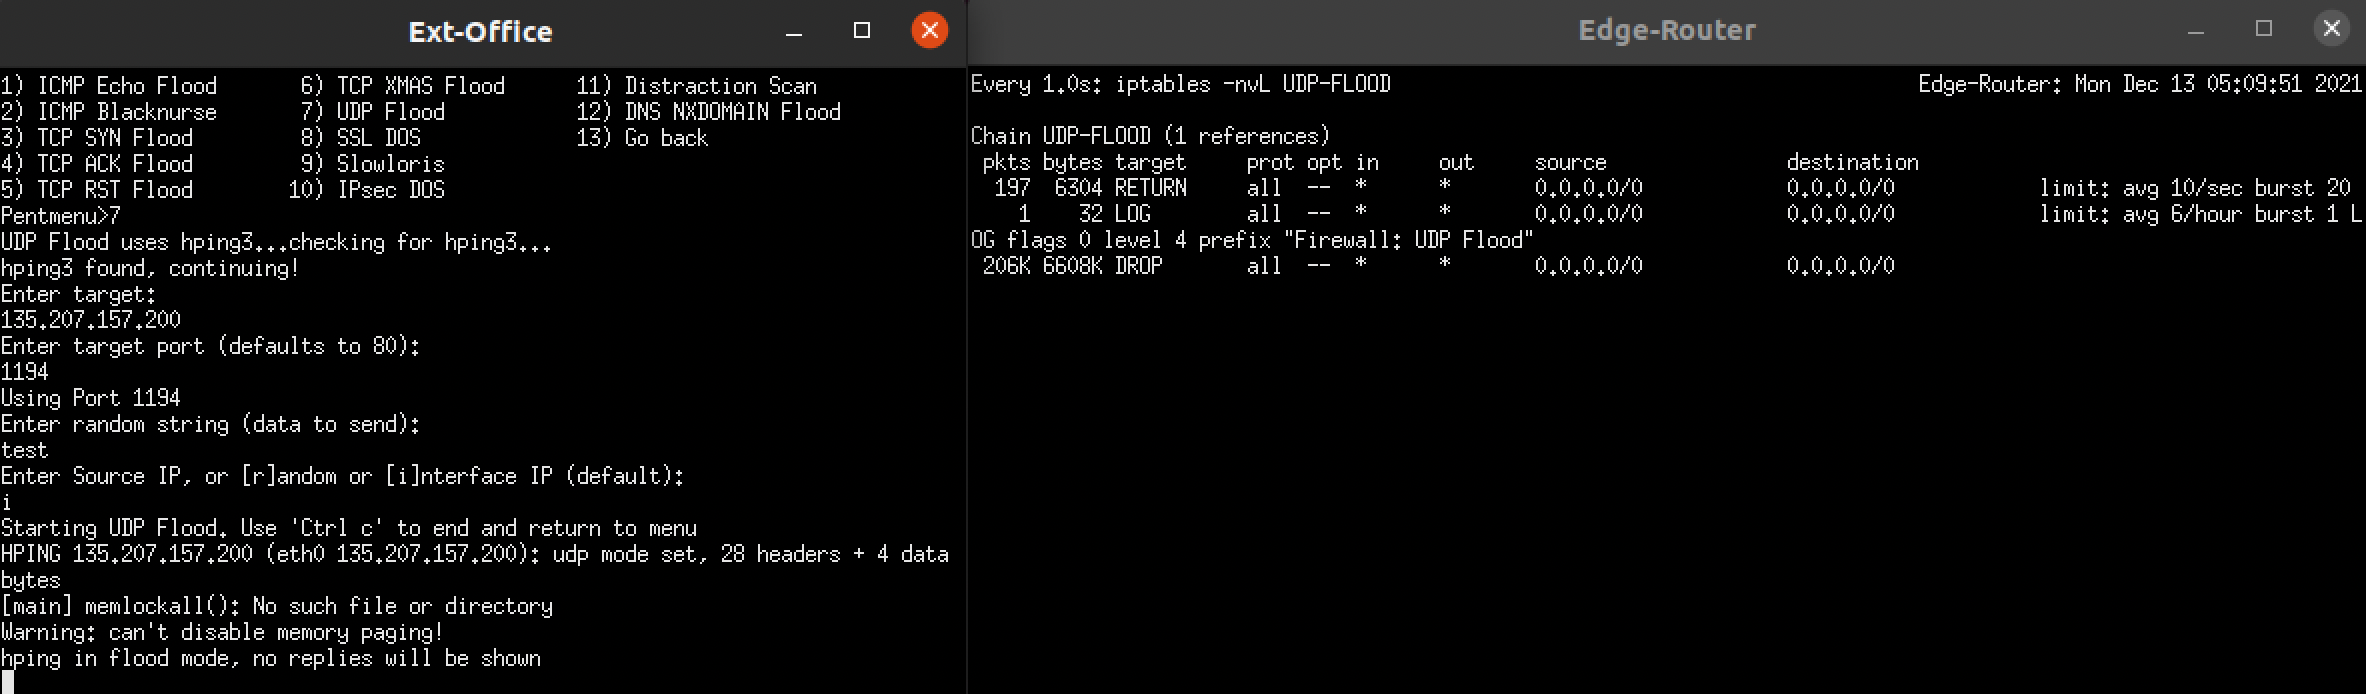 Ext-Office
1) ICMP Echo Flood 6) TCP XMAS Flood 11) Distraction Scan
2) ICMP Blacknurse 7) UDP Flood 12) DNS NXDOMAIN Flood
3) TCP SYN Flood 8) SSL DOS 13) Go back
4) TCP ACK Flood 9) Slowloris
5) TCP RST Flood 10) IPsec DOS
Pentmenu>7
UDP Flood uses hping3...checking for hping3...
hping3 found, continuing!
Enter target:
135.207.157.200
Enter target port (defaults to 80):
1194
Using Port 1194
Enter random string (data to send):
test
Enter Source IP, or [r]andom or [i]nterface IP (default):
i
Starting UDP Flood. Use 'Ctrl c' to end and return to menu
HPING 135.207.157.200 (eth0 135.207.157.200): udp mode set, 28 headers + 4 data
bytes
[main] memlockall(): No such file or directory
Warning: can't disable memory paging!
hping in flood mode, no replies will be shown
Edge-Router
Every 1.0s: iptables -nvL UDP-FLOOD Edge-Router: Mon Dec 13 05:09:51 2021
Chain UDP-FLOOD (1 references)
pkts bytes target prot opt in out source destination
197 6304 RETURN all -- * * 0.0.0.0/0 0.0.0.0/0 limit: avg 10/sec burst 20
1 32 LOG all -- * * 0.0.0.0/0 0.0.0.0/0 limit: avg 6/hour burst 1 L
OG flags 0 level 4 prefix "Firewall: UDP Flood"
206K 6608K DROP all -- * * 0.0.0.0/0 0.0.0.0/0